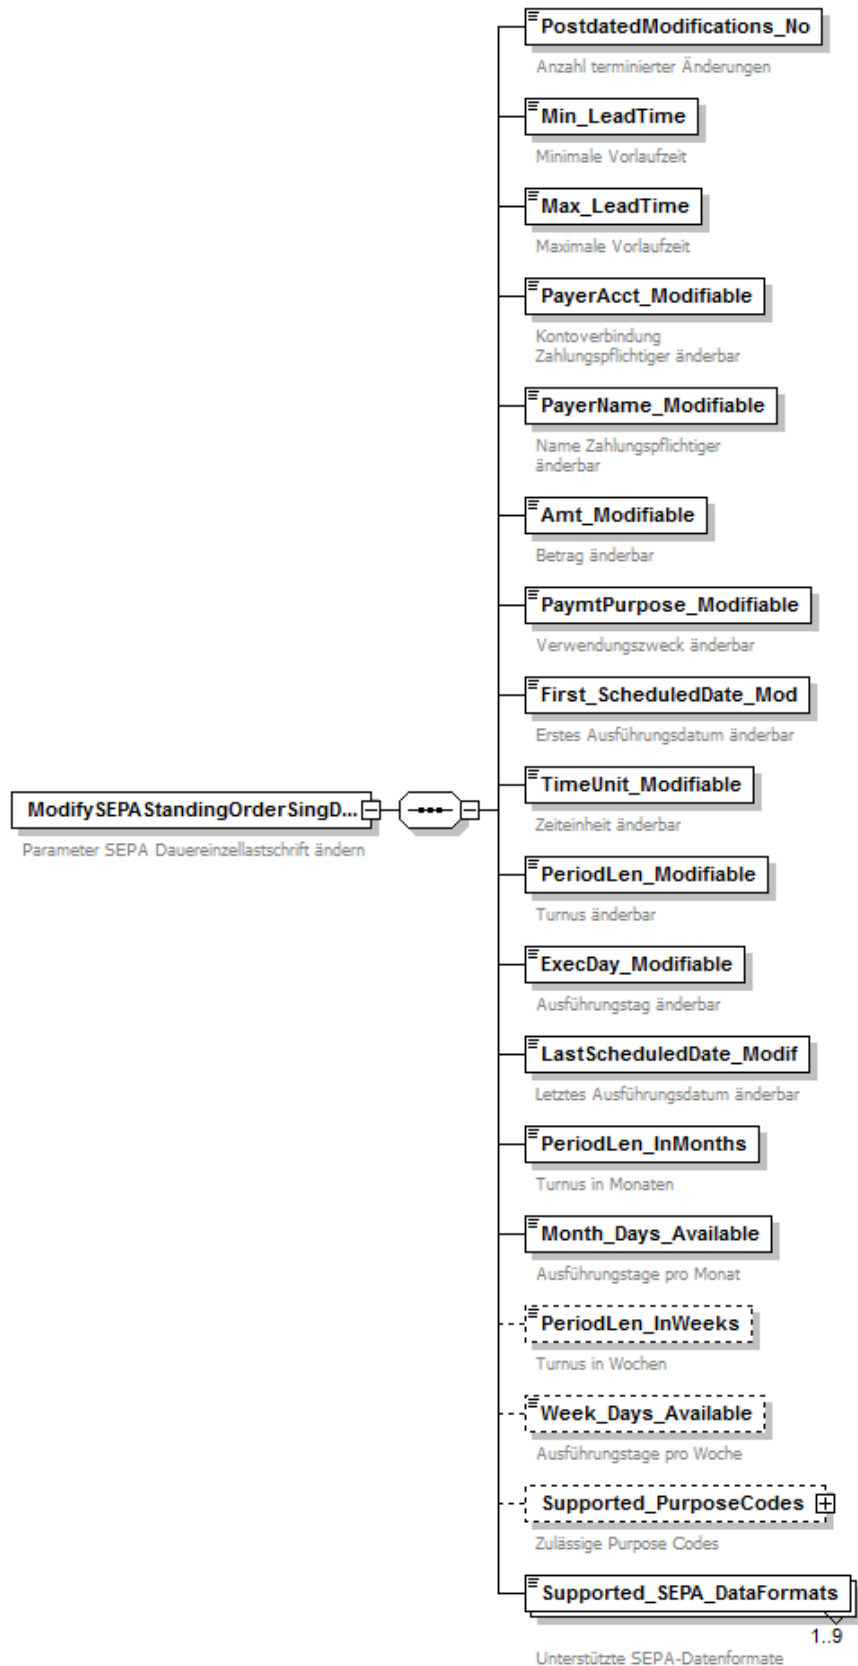 PostdatedModifications_No
Anzahl terminierter Änderungen
Min_LeadTime
Minimale Vorlaufzeit
Max_LeadTime
Maximale Vorlaufzeit
PayerAcct_Modifiable
Kontoverbindung
Zahlungspflichtiger änderbar
PayerName_Modifiable
Name Zahlungspflichtiger
änderbar
Amt_Modifiable
Betrag änderbar
PaymtPurpose_Modifiable
Verwendungszweck änderbar
First_ScheduledDate_Mod
Erstes Ausführungsdatum änderbar
TimeUnit_Modifiable
Zeiteinheit änderbar
ModifySEPAStandingOrderSingD...
Parameter SEPA Dauereinzellastschrift ändern
PeriodLen_Modifiable
Turnus änderbar
ExecDay_Modifiable
Ausführungstag änderbar
LastScheduledDate_Modif
Letztes Ausführungsdatum änderbar
PeriodLen_InMonths
Turnus in Monaten
Month_Days_Available
Ausführungstage pro Monat
PeriodLen_InWeeks
Turnus in Wochen
Week_Days_Available
Ausführungstage pro Woche
Supported_PurposeCodes
Zulässige Purpose Codes
Supported_SEPA_DataFormats
1..9
Unterstützte SEPA-Datenformate